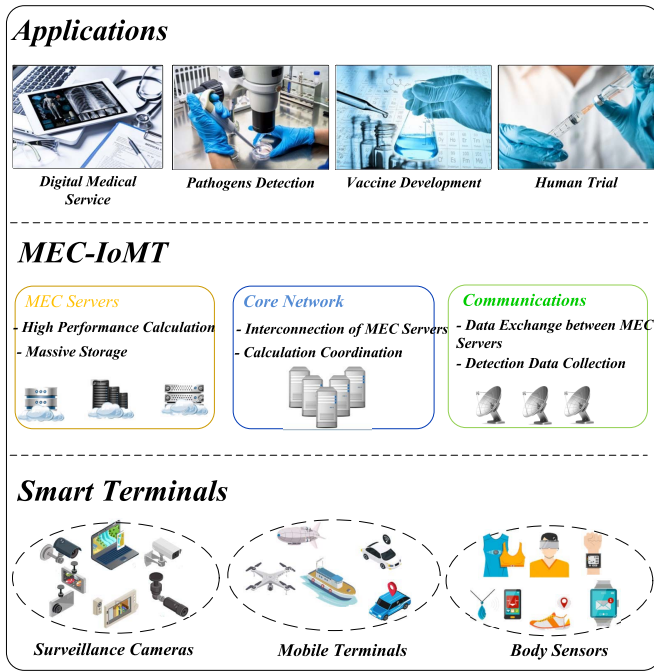 Applications
Digital Medical
Service
Pathogens Detection
Vaccine Development
Human Trial
MEC-IoMT
MEC Servers
- High Performance Calculation
- Massive Storage
Core Network
- Interconnection of MEC Servers
- Calculation Coordination
Communications
- Data Exchange between MEC
Servers
- Detection Data Collection
Smart Terminals
Surveillance Cameras
Mobile Terminals
Body Sensors